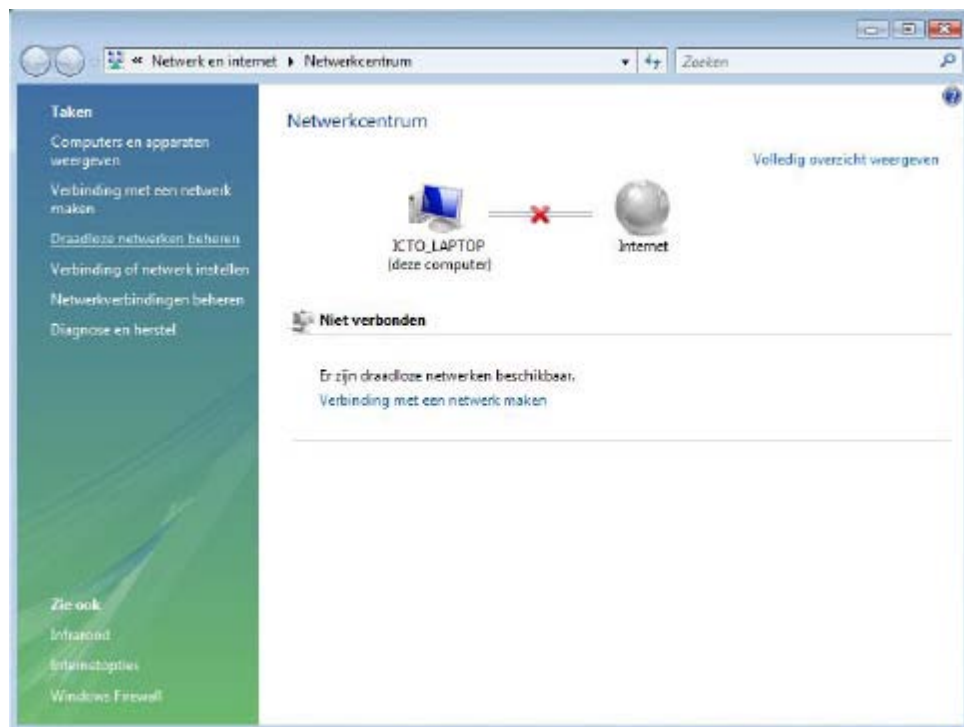 « Netwerk en internet ▸ Netwerkcentrum
Zoeken
Taken
Computers en apparaten
weergeven
Verbinding met een netwerk
maken
Draadloze netwerken beheren
Verbinding of netwerk instellen
Netwerkverbindingen beheren
Diagnose en herstel
Zie ook
Infrarood
Internetopties
Windows Firewall
Netwerkcentrum
Volledig overzicht weergeven
ICTO_LAPTOP
(deze computer)
Internet
Niet verbonden
Er zijn draadloze netwerken beschikbaar.
Verbinding met een netwerk maken